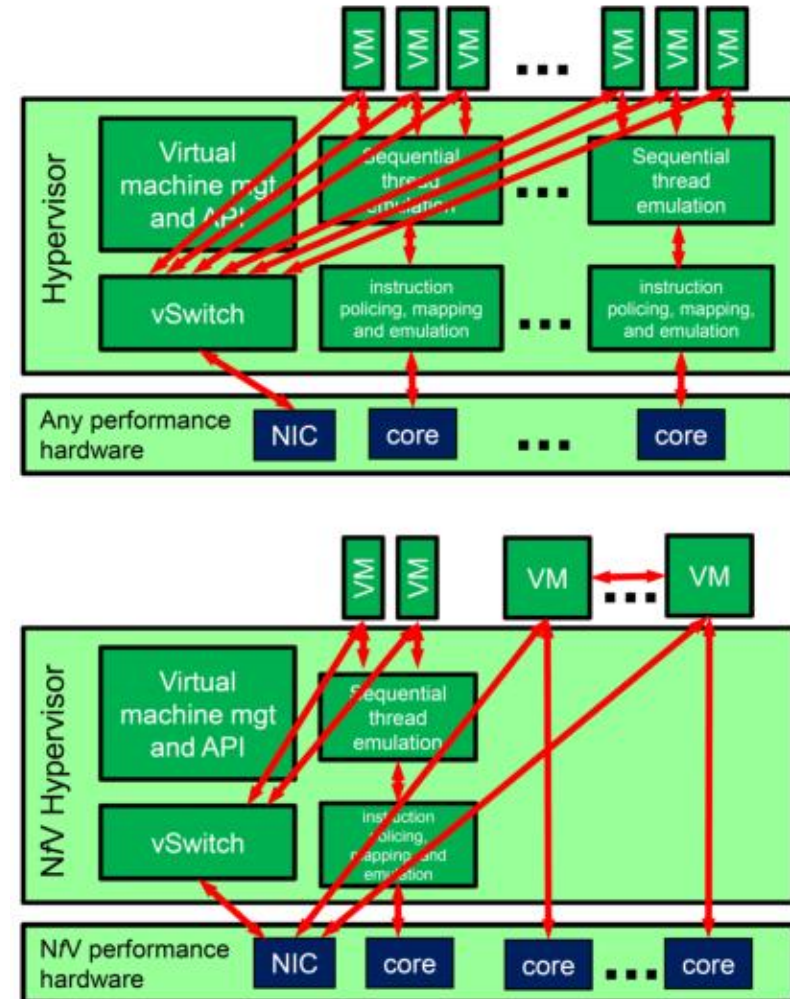 VM
VM
VM
...
VM
VM
VM
Hypervisor
Virtual
machine mgt
and API
Sequential
thread
emulation
...
Sequential
thread
emulation
vSwitch
instruction
policing, mapping
and emulation
...
instruction
policing, mapping,
and emulation
Any performance
hardware
NIC
core
...
core
VM
VM
VM
...
VM
NfV Hypervisor
Virtual
machine mgt
and API
Sequential
thread
emulation
vSwitch
instruction
policing,
mapping, and
emulation
NfV performance
hardware
NIC
core
core
...
core